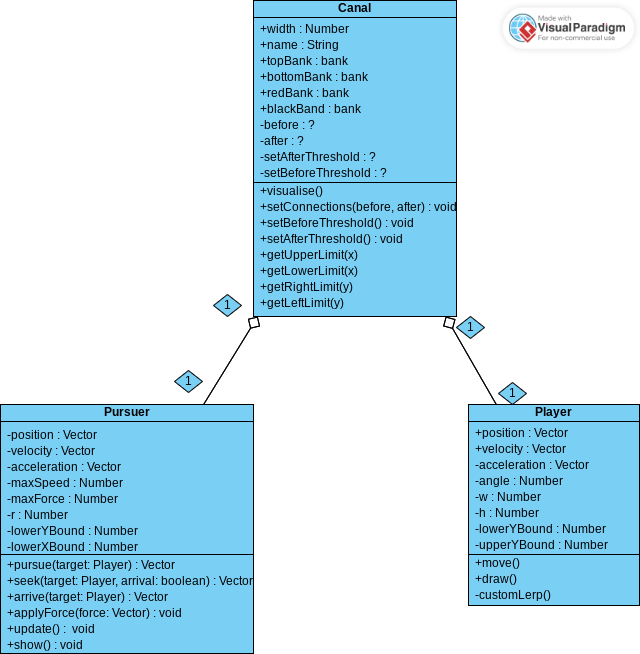 Canal
+width : Number
+name : String
+topBank : bank
+bottomBank : bank
+redBank : bank
+blackBand : bank
-before : ?
-after : ?
-setAfterThreshold : ?
-setBeforeThreshold : ?
+visualise()
+setConnections(before, after) : void
+setBeforeThreshold() : void
+setAfterThreshold() : void
+getUpperLimit(x)
+getLowerLimit(x)
+getRightLimit(y)
+getLeftLimit(y)
Made with
Visual Paradigm
For non-commercial use
1
1
1
1
Pursuer
-position : Vector
-velocity : Vector
-acceleration : Vector
-maxSpeed : Number
-maxForce : Number
-r : Number
-lowerYBound : Number
-lowerXBound : Number
+pursue(target: Player) : Vector
+seek(target: Player, arrival: boolean) : Vector
+arrive(target: Player) : Vector
+applyForce(force: Vector) : void
+update() : void
+show() : void
Player
+position : Vector
+velocity : Vector
-acceleration : Vector
-angle : Number
-w : Number
-h : Number
-lowerYBound : Number
-upperYBound : Number
+move()
+draw()
-customLerp()